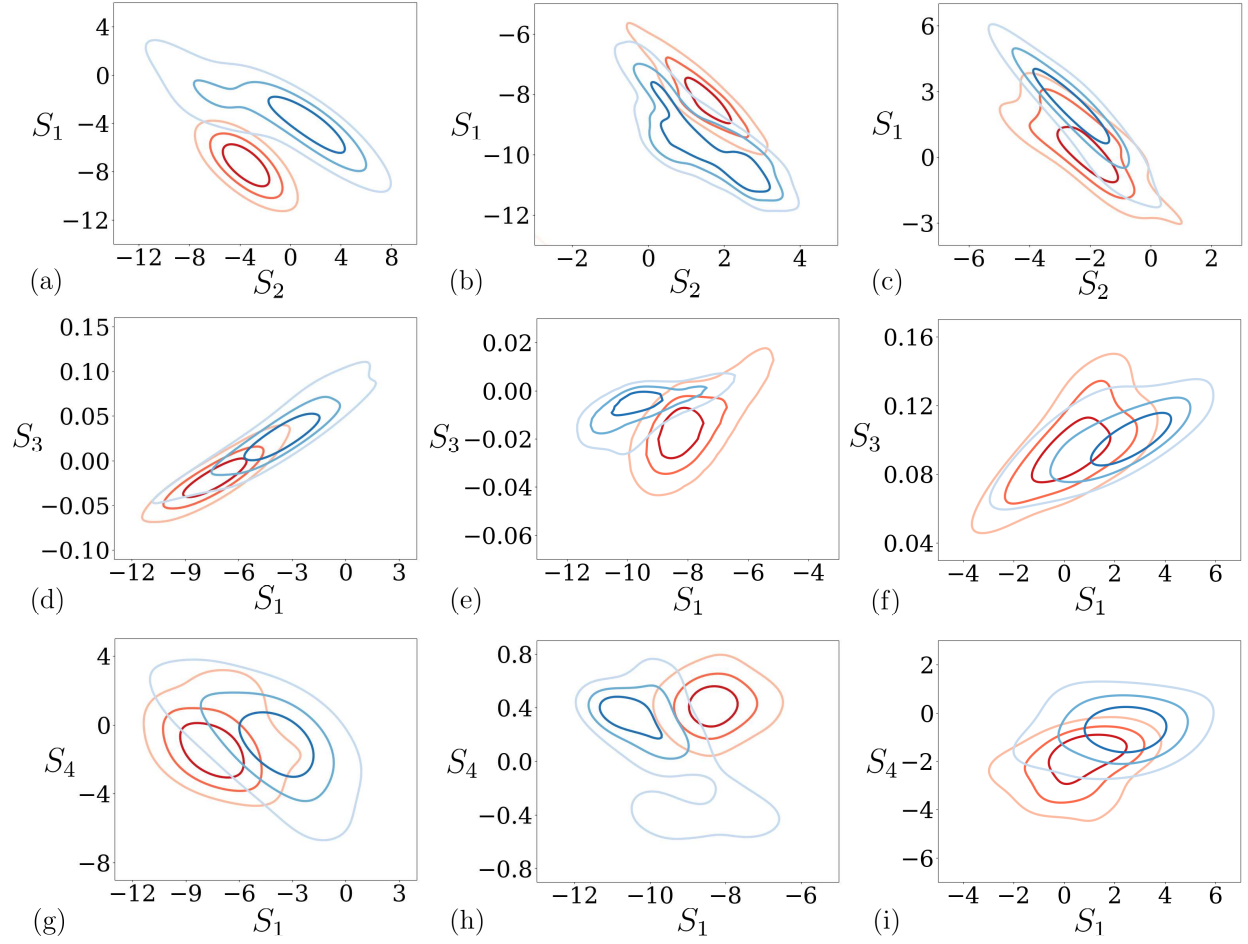 4
0
−4
−8
−12
S1
−12 −8 −4 0 4 8
(a) S2
−6
−8
−10
−12
S1
−2 0 2 4
(b) S2
6
3
0
−3
S1
−6 −4 −2 0 2
(c) S2
0.15
0.10
0.05
0.00
−0.05
−0.10
S3
−12 −9 −6 −3 0 3
(d) S1
0.02
0.00
−0.02
−0.04
−0.06
S3
−12 −10 −8 −6 −4
(e) S1
0.16
0.12
0.08
0.04
S3
−4 −2 0 2 4 6
(f) S1
4
0
−4
−8
S4
−12 −9 −6 −3 0 3
(g) S1
0.8
0.4
0.0
−0.4
−0.8
S4
−12 −10 −8 −6
(h) S1
2
0
−2
−4
−6
S4
−4 −2 0 2 4 6
(i) S1